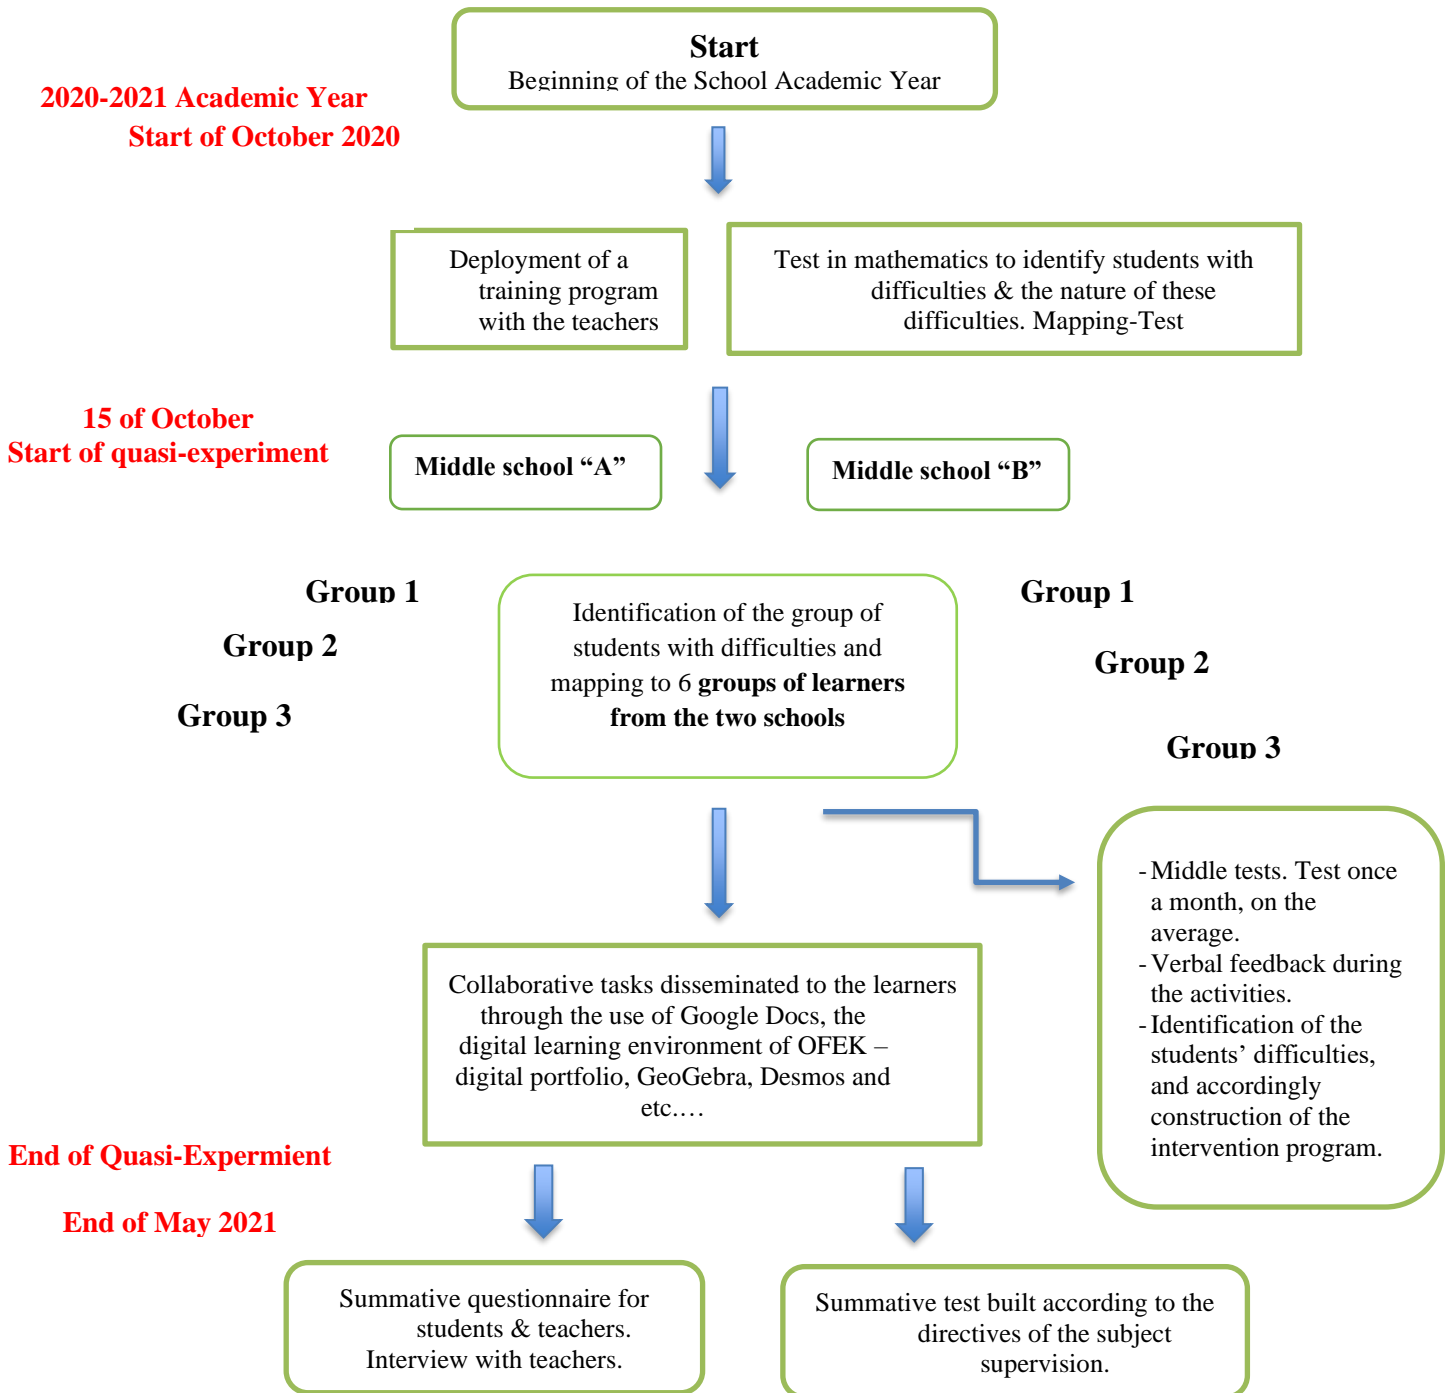 Start
Beginning of the School Academic Year
2020-2021 Academic Year
Start of October 2020
Deployment of a
training program
with the teachers
Test in mathematics to identify students with
difficulties & the nature of these
difficulties. Mapping-Test
15 of October
Start of quasi-experiment
Middle school “A”
Middle school “B”
Group 1
Group 2
Group 3
Identification of the group of
students with difficulties and
mapping to 6 groups of learners
from the two schools
Group 1
Group 2
Group 3
- Middle tests. Test once
a month, on the
average.
- Verbal feedback during
the activities.
- Identification of the
students’ difficulties,
and accordingly
construction of the
intervention program.
Collaborative tasks disseminated to the learners
through the use of Google Docs, the
digital learning environment of OFEK –
digital portfolio, GeoGebra, Desmos and
etc.…
End of Quasi-Expermient
End of May 2021
Summative questionnaire for
students & teachers.
Interview with teachers.
Summative test built according to the
directives of the subject
supervision.